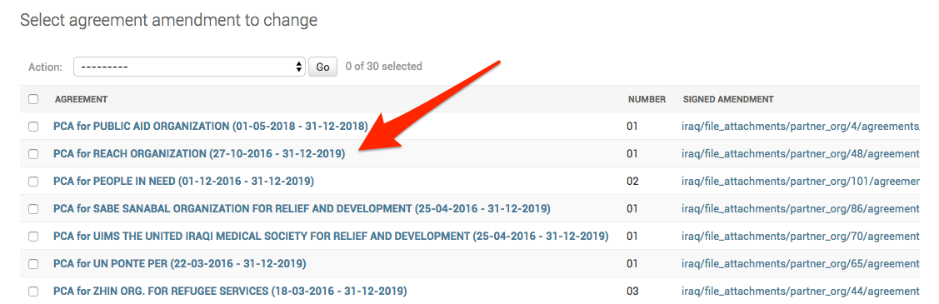 Select agreement amendment to change
Action: --------- Go 0 of 30 selected
AGREEMENT NUMBER SIGNED AMENDMENT
PCA for PUBLIC AID ORGANIZATION (01-05-2018 - 31-12-2018) 01 iraq/file_attachments/partner_org/4/agreements,
PCA for REACH ORGANIZATION (27-10-2016 - 31-12-2019) 01 iraq/file_attachments/partner_org/48/agreement
PCA for PEOPLE IN NEED (01-12-2016 - 31-12-2019) 02 iraq/file_attachments/partner_org/101/agreemer
PCA for SABE SANABAL ORGANIZATION FOR RELIEF AND DEVELOPMENT (25-04-2016 - 31-12-2019) 01 iraq/file_attachments/partner_org/86/agreement
PCA for UIMS THE UNITED IRAQI MEDICAL SOCIETY FOR RELIEF AND DEVELOPMENT (25-04-2016 - 31-12-2019) 01 iraq/file_attachments/partner_org/70/agreement
PCA for UN PONTE PER (22-03-2016 - 31-12-2019) 01 iraq/file_attachments/partner_org/65/agreement
PCA for ZHIN ORG. FOR REFUGEE SERVICES (18-03-2016 - 31-12-2019) 03 iraq/file_attachments/partner_org/44/agreement